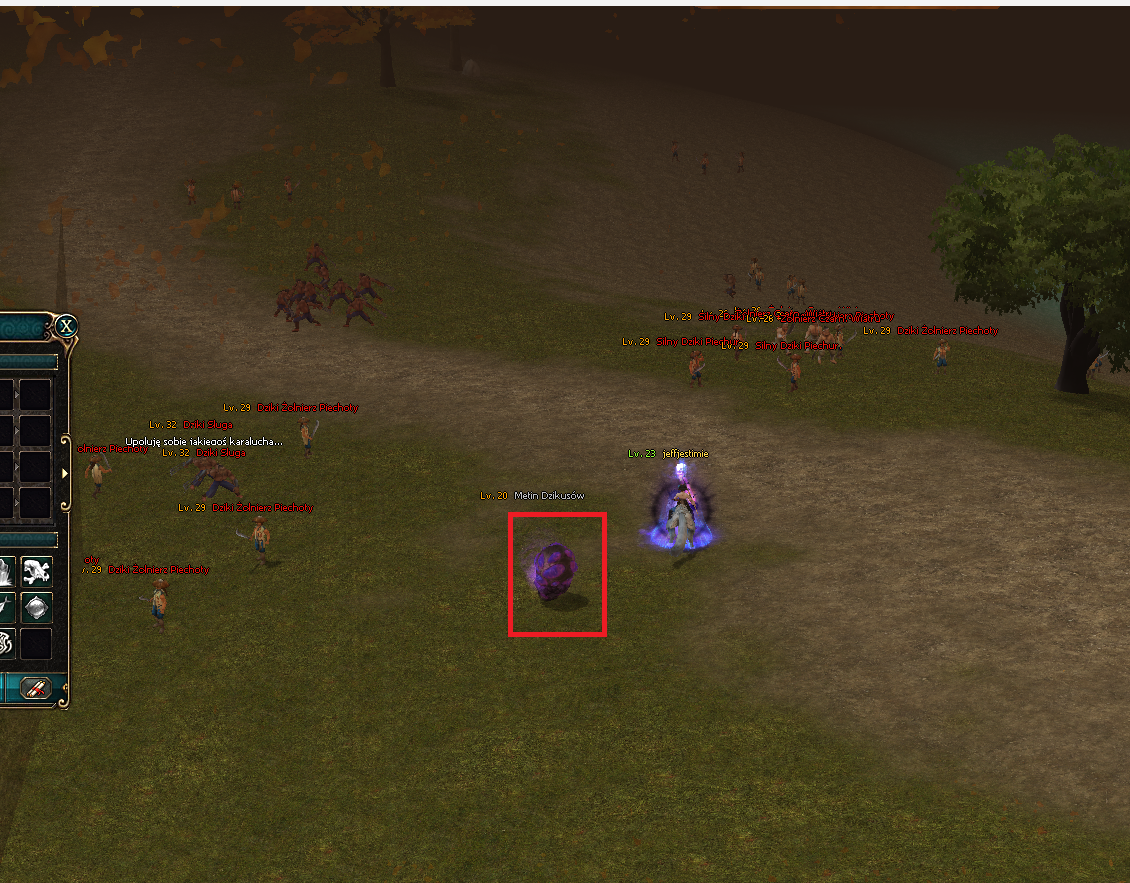 X
Lv. 29 Silny Dziki Piechur
Lv. 29 Dziki Żołnierz Piechoty
Lv. 29 Silny Dziki Piechur
Lv. 29 Dziki Żołnierz Piechoty
Lv. 32 Dziki Sługa
Upoluję sobie jakiegoś karalucha...
ołnierz Piechoty
Lv. 32 Dziki Sługa
Lv. 23 jeffjestimie
Lv. 20 Metin Dzikusów
Lv. 29 Dziki Żołnierz Piechoty
.29 Dziki Żołnierz Piechoty